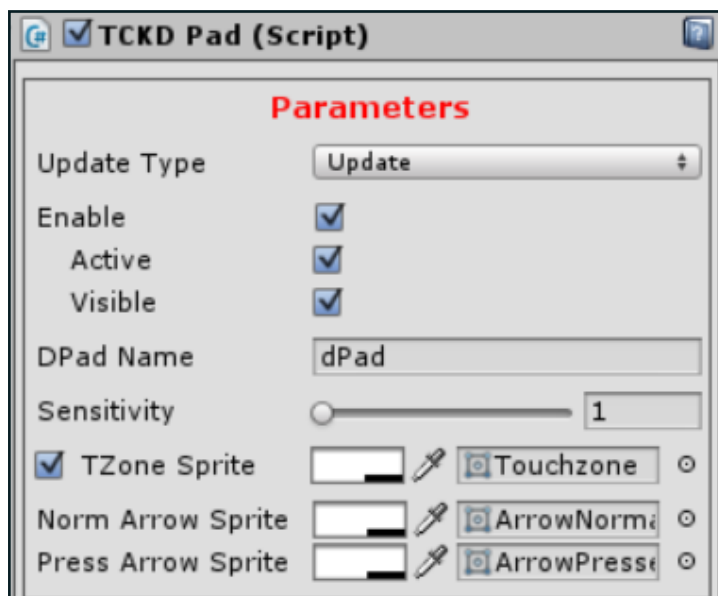 TCKD Pad (Script)
Parameters
Update Type Update
Enable
Active
Visible
DPad Name dPad
Sensitivity 1
TZone Sprite Touchzone
Norm Arrow Sprite ArrowNorma
Press Arrow Sprite ArrowPresse